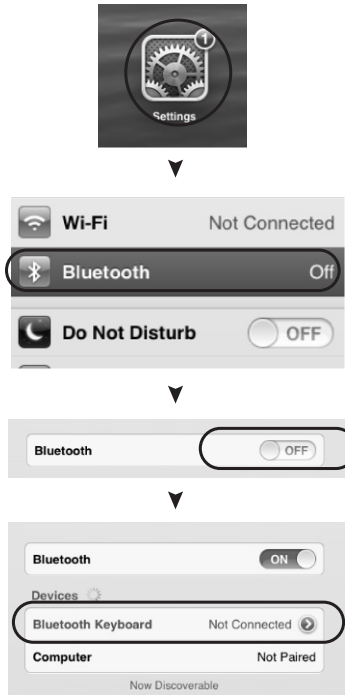 1
Settings
Wi-Fi Not Connected
Bluetooth Off
Do Not Disturb OFF
Bluetooth OFF
Bluetooth ON
Devices
Bluetooth Keyboard Not Connected
Computer Not Paired
Now Discoverable